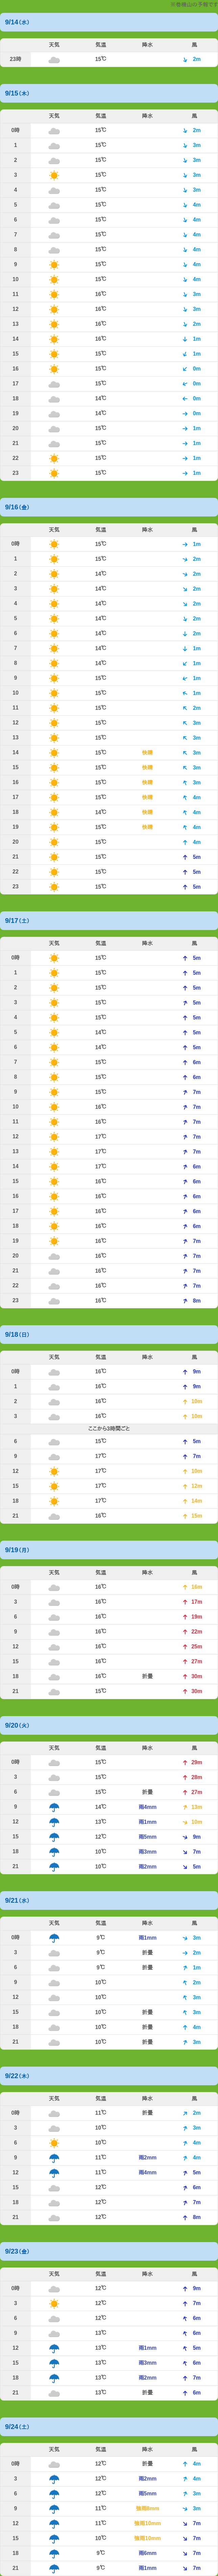 ※磐梯山の予報です
9/14(水)
天気 気温 降水 風
23時 15℃ 2m
9/15(木)
天気 気温 降水 風
0時 15℃ 2m
1 15℃ 3m
2 15℃ 3m
3 15℃ 3m
4 15℃ 3m
5 15℃ 4m
6 15℃ 4m
7 15℃ 4m
8 15℃ 4m
9 15℃ 4m
10 15℃ 4m
11 16℃ 3m
12 16℃ 3m
13 16℃ 2m
14 16℃ 1m
15 15℃ 1m
16 15℃ 0m
17 15℃ 0m
18 14℃ 0m
19 14℃ 0m
20 15℃ 1m
21 15℃ 1m
22 15℃ 1m
23 15℃ 1m
9/16(金)
天気 気温 降水 風
0時 15℃ 1m
1 15℃ 2m
2 14℃ 2m
3 14℃ 2m
4 14℃ 2m
5 14℃ 2m
6 14℃ 2m
7 14℃ 1m
8 14℃ 1m
9 15℃ 1m
10 15℃ 1m
11 15℃ 2m
12 15℃ 3m
13 15℃ 3m
14 15℃ 快晴 3m
15 15℃ 快晴 3m
16 15℃ 快晴 3m
17 15℃ 快晴 4m
18 14℃ 快晴 4m
19 15℃ 快晴 4m
20 15℃ 4m
21 15℃ 5m
22 15℃ 5m
23 15℃ 5m
9/17(土)
天気 気温 降水 風
0時 15℃ 5m
1 15℃ 5m
2 15℃ 5m
3 15℃ 5m
4 15℃ 5m
5 14℃ 5m
6 14℃ 5m
7 15℃ 6m
8 15℃ 6m
9 15℃ 7m
10 16℃ 7m
11 16℃ 7m
12 17℃ 7m
13 17℃ 7m
14 17℃ 6m
15 16℃ 6m
16 16℃ 6m
17 16℃ 6m
18 16℃ 6m
19 16℃ 7m
20 16℃ 7m
21 16℃ 7m
22 16℃ 7m
23 16℃ 8m
9/18(日)
天気 気温 降水 風
0時 16℃ 9m
1 16℃ 9m
2 16℃ 10m
3 16℃ 10m
ここから3時間ごと
6 15℃ 5m
9 17℃ 7m
12 17℃ 10m
15 17℃ 12m
18 17℃ 14m
21 16℃ 15m
9/19(月)
天気 気温 降水 風
0時 16℃ 16m
3 16℃ 17m
6 16℃ 19m
9 16℃ 22m
12 16℃ 25m
15 16℃ 27m
18 16℃ 折畳 30m
21 15℃ 30m
9/20(火)
天気 気温 降水 風
0時 15℃ 29m
3 15℃ 28m
6 15℃ 折畳 27m
9 14℃ 雨4mm 13m
12 13℃ 雨1mm 10m
15 12℃ 雨5mm 9m
18 10℃ 雨3mm 7m
21 10℃ 雨2mm 5m
9/21(水)
天気 気温 降水 風
0時 9℃ 雨1mm 3m
3 9℃ 折畳 2m
6 9℃ 折畳 1m
9 10℃ 2m
12 10℃ 3m
15 10℃ 折畳 3m
18 10℃ 折畳 4m
21 10℃ 折畳 3m
9/22(木)
天気 気温 降水 風
0時 11℃ 折畳 2m
3 10℃ 3m
6 10℃ 4m
9 11℃ 雨2mm 4m
12 11℃ 雨4mm 5m
15 12℃ 6m
18 12℃ 7m
21 12℃ 8m
9/23(金)
天気 気温 降水 風
0時 12℃ 9m
3 12℃ 7m
6 12℃ 6m
9 13℃ 6m
12 13℃ 雨1mm 5m
15 13℃ 雨3mm 6m
18 13℃ 雨2mm 7m
21 13℃ 折畳 6m
9/24(土)
天気 気温 降水 風
0時 12℃ 折畳 4m
3 12℃ 雨2mm 4m
6 12℃ 雨5mm 3m
9 11℃ 強雨8mm 3m
12 11℃ 強雨10mm 7m
15 10℃ 強雨10mm 7m
18 9℃ 雨6mm 7m
21 9℃ 雨1mm 7m